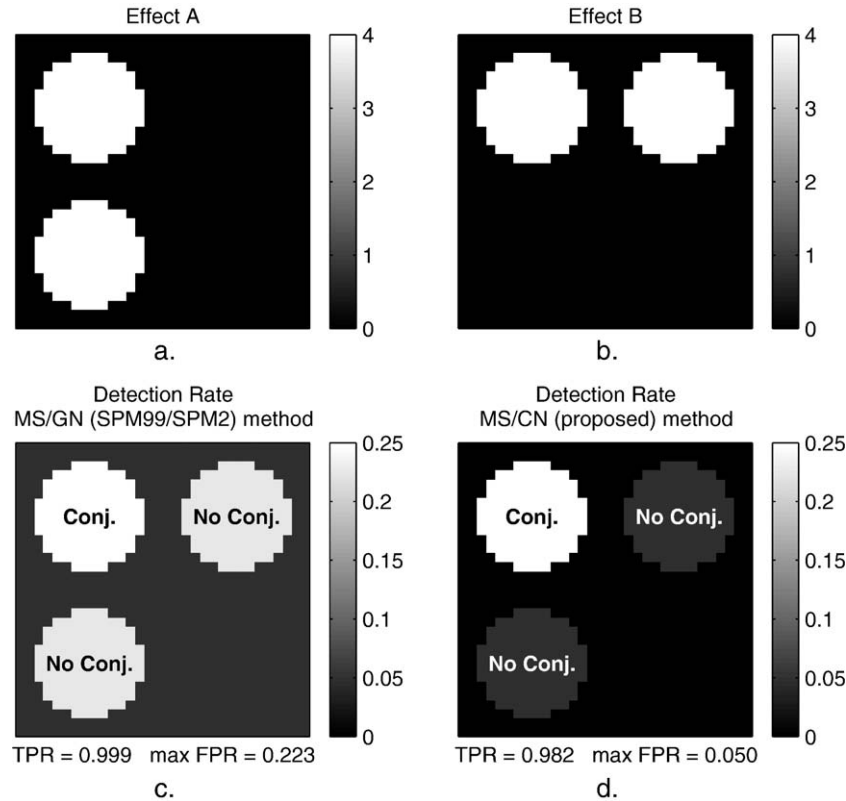 Effect A
4
3
2
1
0
a.
Effect B
4
3
2
1
0
b.
Detection Rate
MS/GN (SPM99/SPM2) method
Conj.
No Conj.
No Conj.
0.25
0.2
0.15
0.1
0.05
0
TPR = 0.999 max FPR = 0.223
c.
Detection Rate
MS/CN (proposed) method
Conj.
No Conj.
No Conj.
0.25
0.2
0.15
0.1
0.05
0
TPR = 0.982 max FPR = 0.050
d.